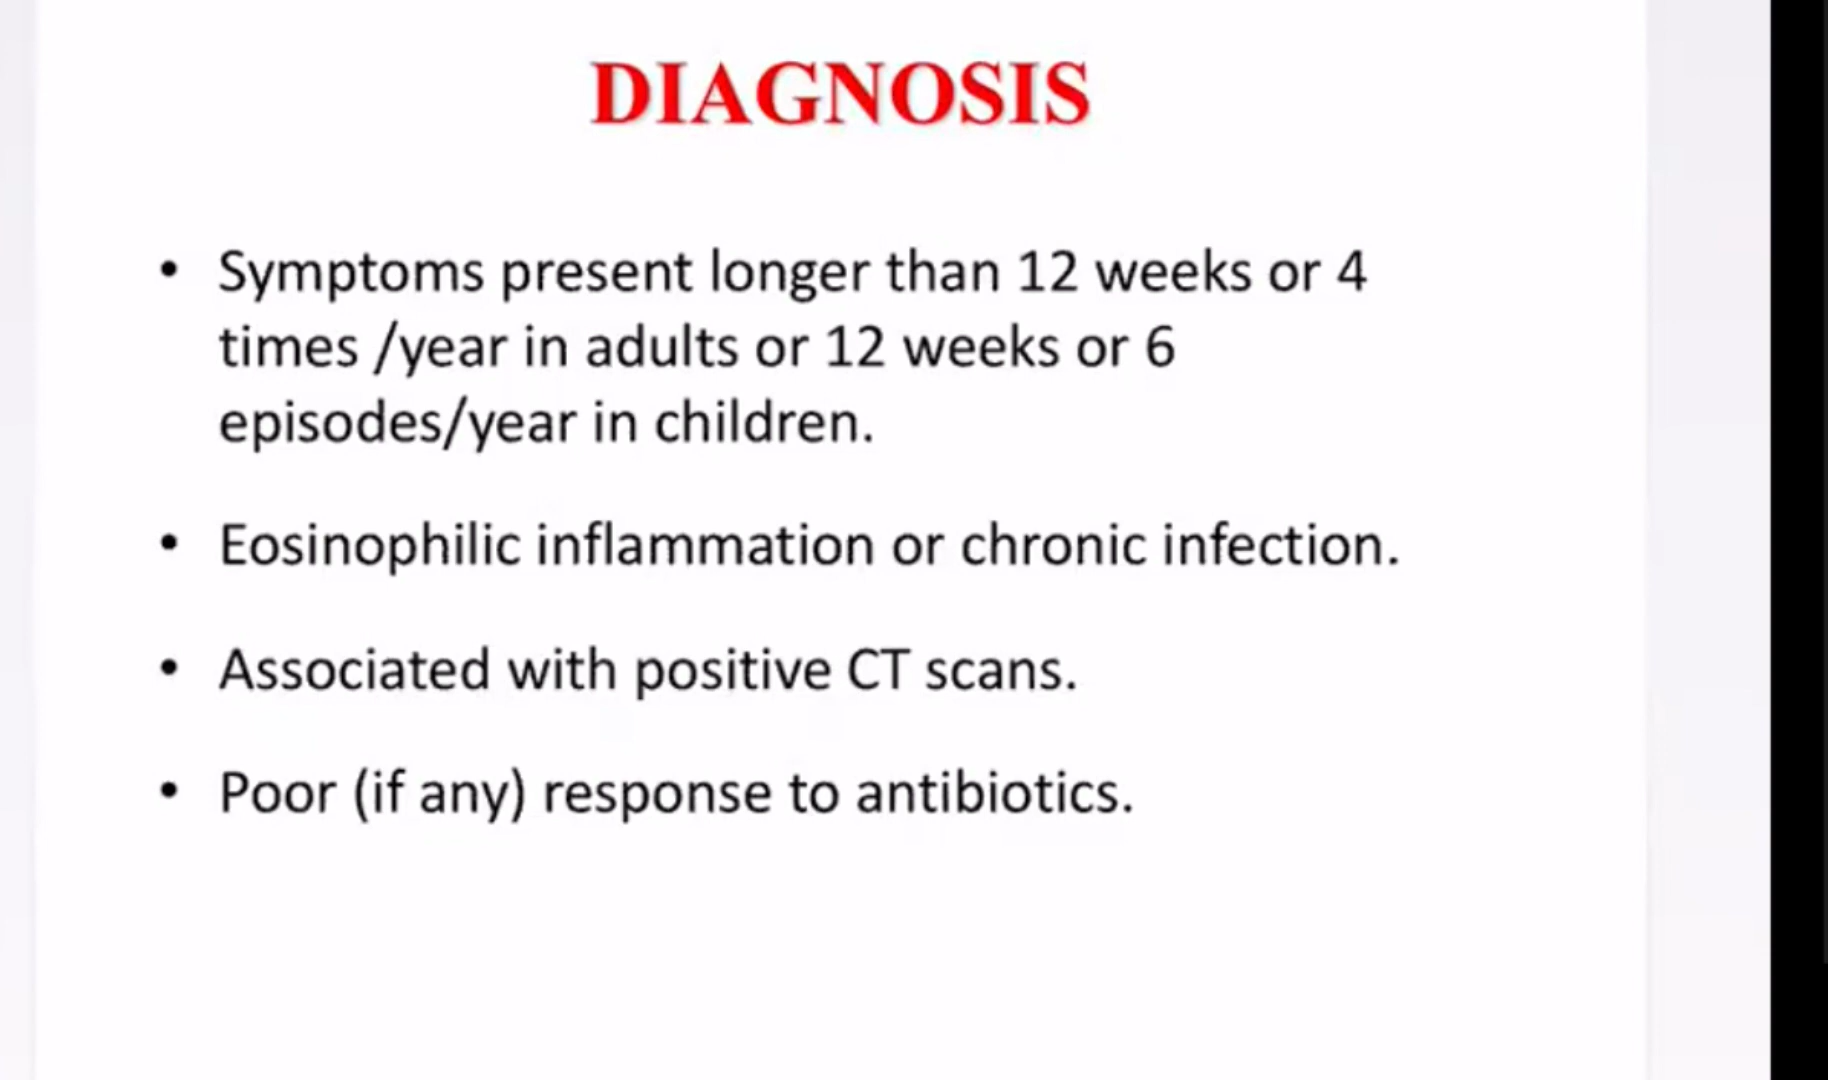 DIAGNOSIS
• Symptoms present longer than 12 weeks or 4
times /year in adults or 12 weeks or 6
episodes/year in children.
• Eosinophilic inflammation or chronic infection.
• Associated with positive CT scans.
• Poor (if any) response to antibiotics.